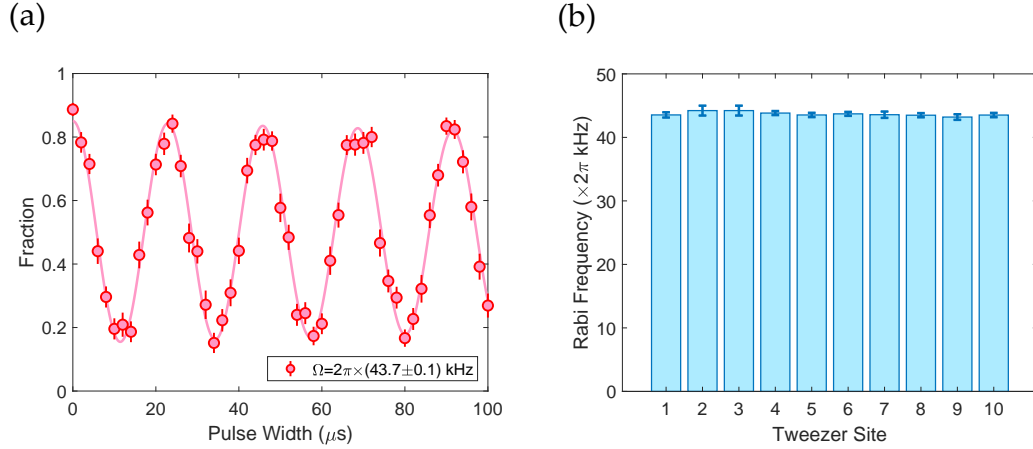 (a)
(b)
Fraction
1
0.8
0.6
0.4
0.2
0
0 20 40 60 80 100
Pulse Width (μs)
Ω=2π×(43.7±0.1) kHz
Rabi Frequency (×2π kHz)
50
40
30
20
10
0
1 2 3 4 5 6 7 8 9 10
Tweezer Site